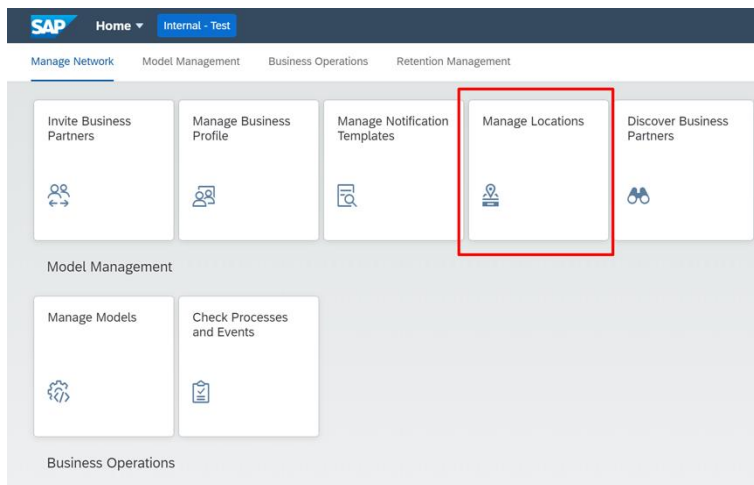 SAP Home Internal - Test
Manage Network Model Management Business Operations Retention Management
Invite Business
Partners
Manage Business
Profile
Manage Notification
Templates
Manage Locations
Discover Business
Partners
Model Management
Manage Models
Check Processes
and Events
Business Operations